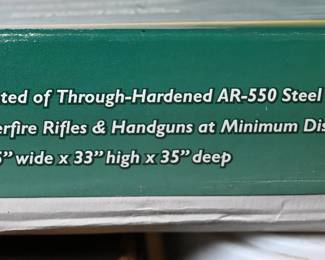 ted of Through-Hardened AR-550 Steel
erfire Rifles & Handguns at Minimum Dis
” wide x 33” high x 35” deep